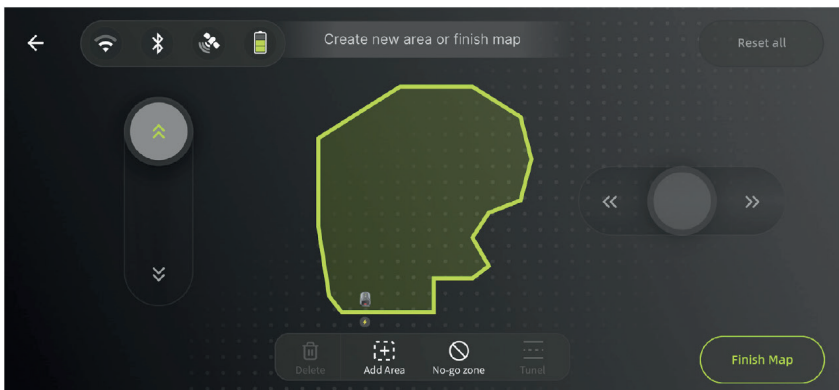 Create new area or finish map
Reset all
Delete
Add Area
No-go zone
Tunel
Finish Map